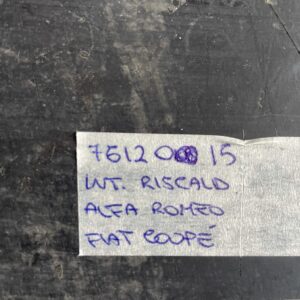 76120 15
INT. RISCALD
ALFA ROMEO
FIAT COUPÉ